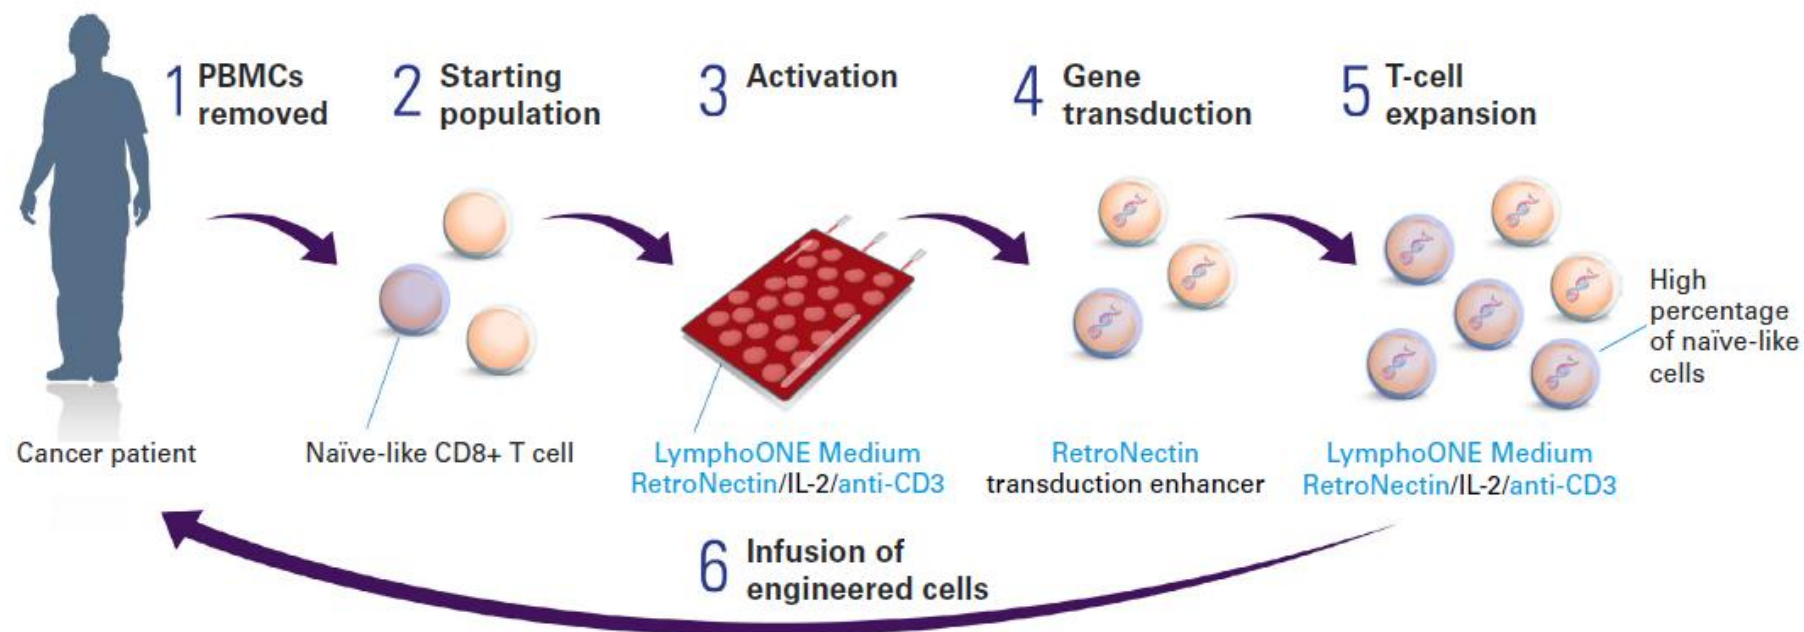 1 PBMCs
removed
2 Starting
population
3 Activation
4 Gene
transduction
5 T-cell
expansion
High
percentage
of naïve-like
cells
Cancer patient
Naïve-like CD8+ T cell
LymphoONE Medium
RetroNectin/IL-2/anti-CD3
RetroNectin
transduction enhancer
LymphoONE Medium
RetroNectin/IL-2/anti-CD3
6 Infusion of
engineered cells